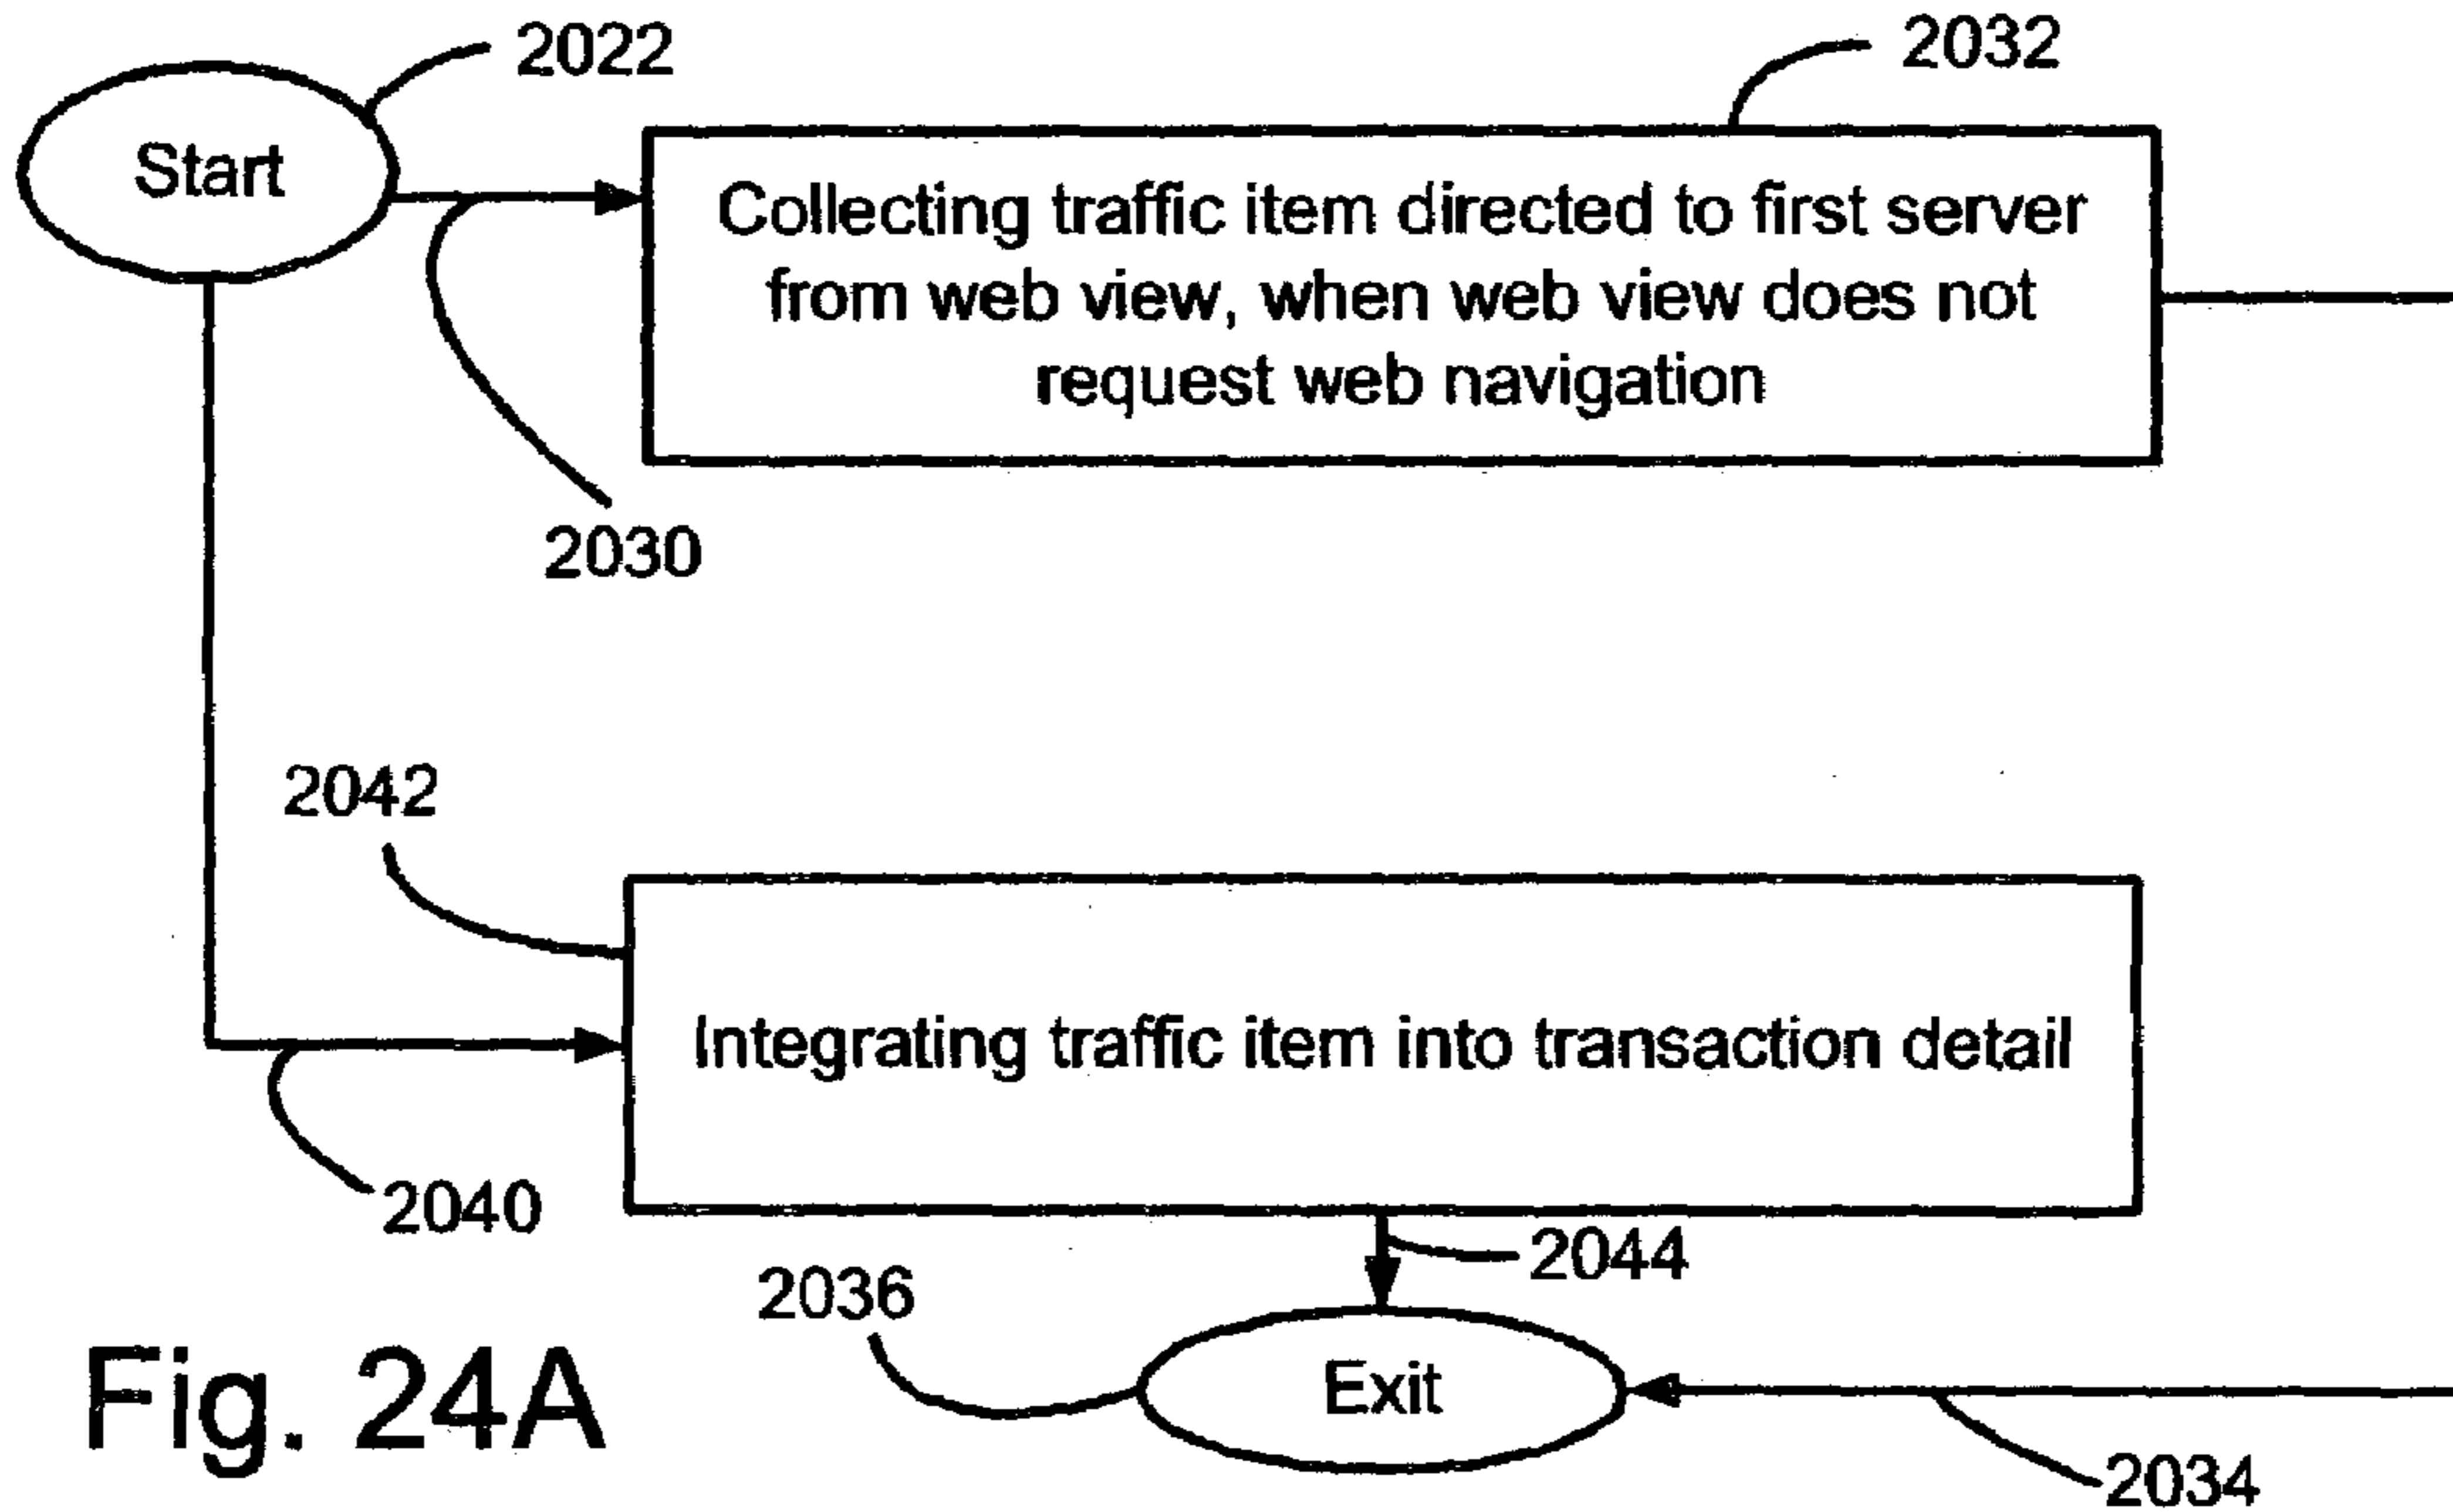 2022
2032
Start
Collecting traffic item directed to first server
from web view, when web view does not
request web navigation
2030
2042
Integrating traffic item into transaction detail
2040
2044
2036
Exit
Fig. 24A
2034